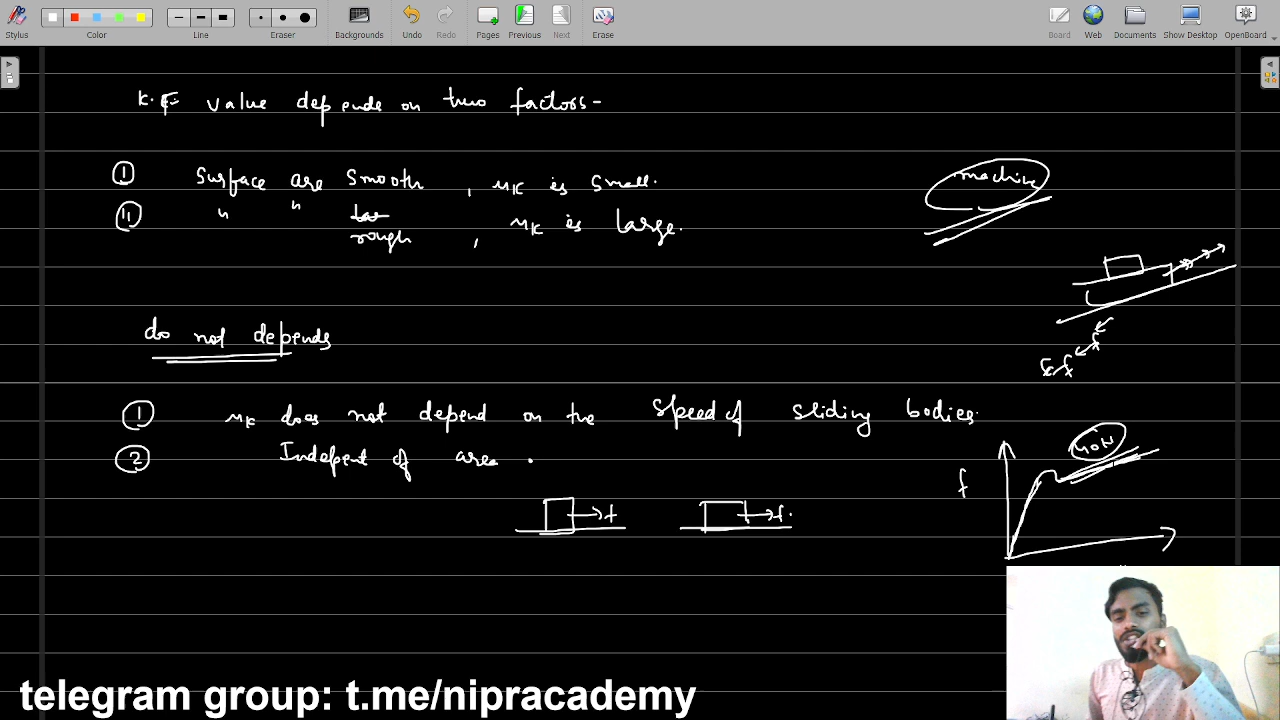 Stylus
Color
Line
Eraser
Backgrounds
Undo
Redo
Pages
Previous
Next
Erase
Board
Web
Documents
Show Desktop
OpenBoard
K.F value depends on two factors-
① Surface are Smooth , μK is small.
② " " rough , μK is large.
machine
f
f
f
do not depends
① μK does not depend on the Speed of sliding bodies.
② Indepent of area .
f
f.
f
telegram group: t.me/nipracademy